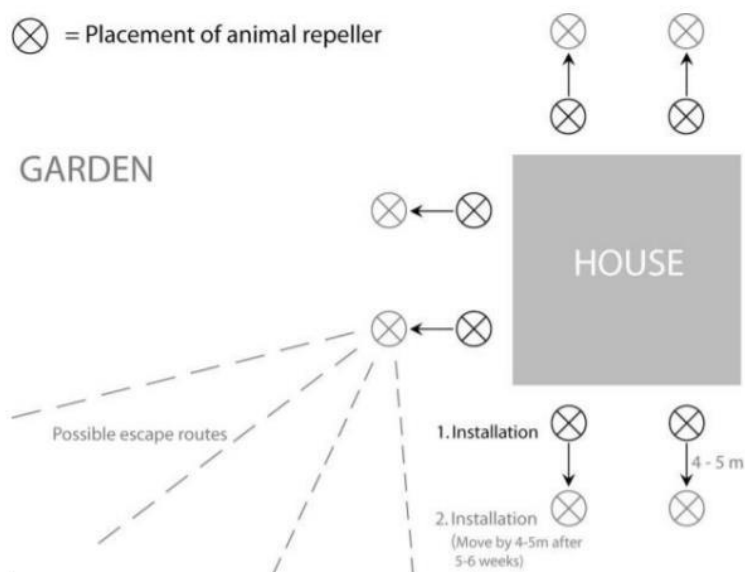 = Placement of animal repeller
GARDEN
HOUSE
Possible escape routes
1. Installation
4 - 5 m
2. Installation
(Move by 4-5m after
5-6 weeks)